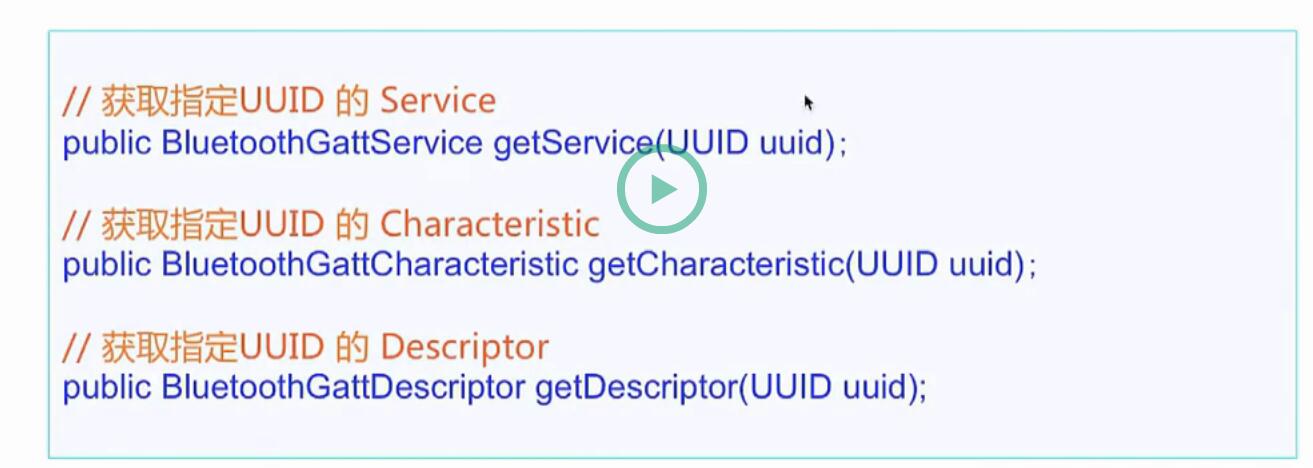 // 获取指定UUID 的 Service
public BluetoothGattService getService(UUID uuid);
// 获取指定UUID 的 Characteristic
public BluetoothGattCharacteristic getCharacteristic(UUID uuid);
// 获取指定UUID 的 Descriptor
public BluetoothGattDescriptor getDescriptor(UUID uuid);